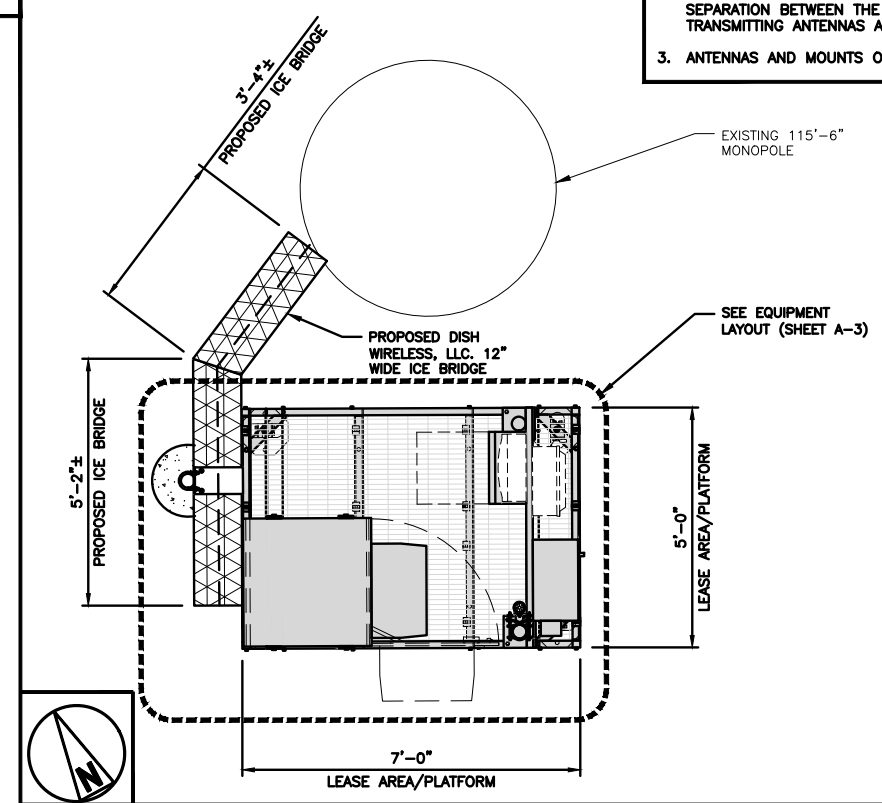 SEPARATION BETWEEN THE
TRANSMITTING ANTENNAS A
3. ANTENNAS AND MOUNTS O
3'-4"±
PROPOSED ICE BRIDGE
EXISTING 115'-6"
MONOPOLE
SEE EQUIPMENT
LAYOUT (SHEET A-3)
PROPOSED DISH
WIRELESS, LLC. 12"
WIDE ICE BRIDGE
5'-2"±
PROPOSED ICE BRIDGE
5'-0"
LEASE AREA/PLATFORM
7'-0"
LEASE AREA/PLATFORM
N